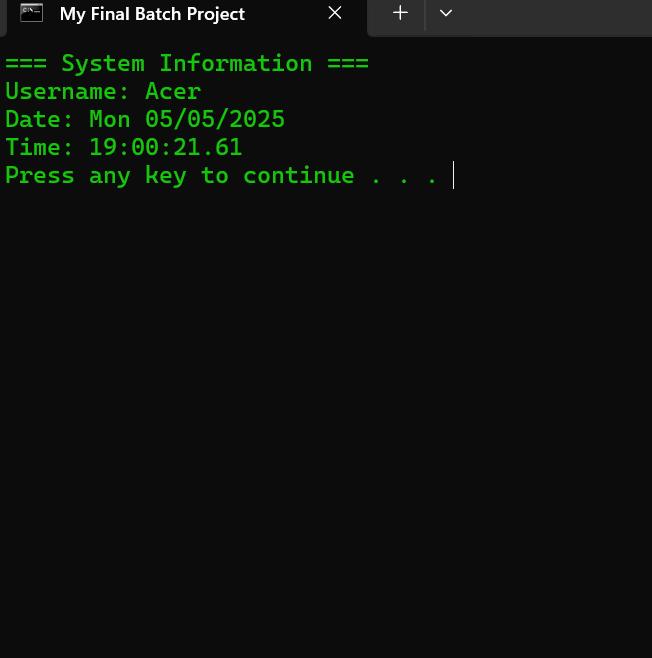 My Final Batch Project
=== System Information ===
Username: Acer
Date: Mon 05/05/2025
Time: 19:00:21.61
Press any key to continue . . .